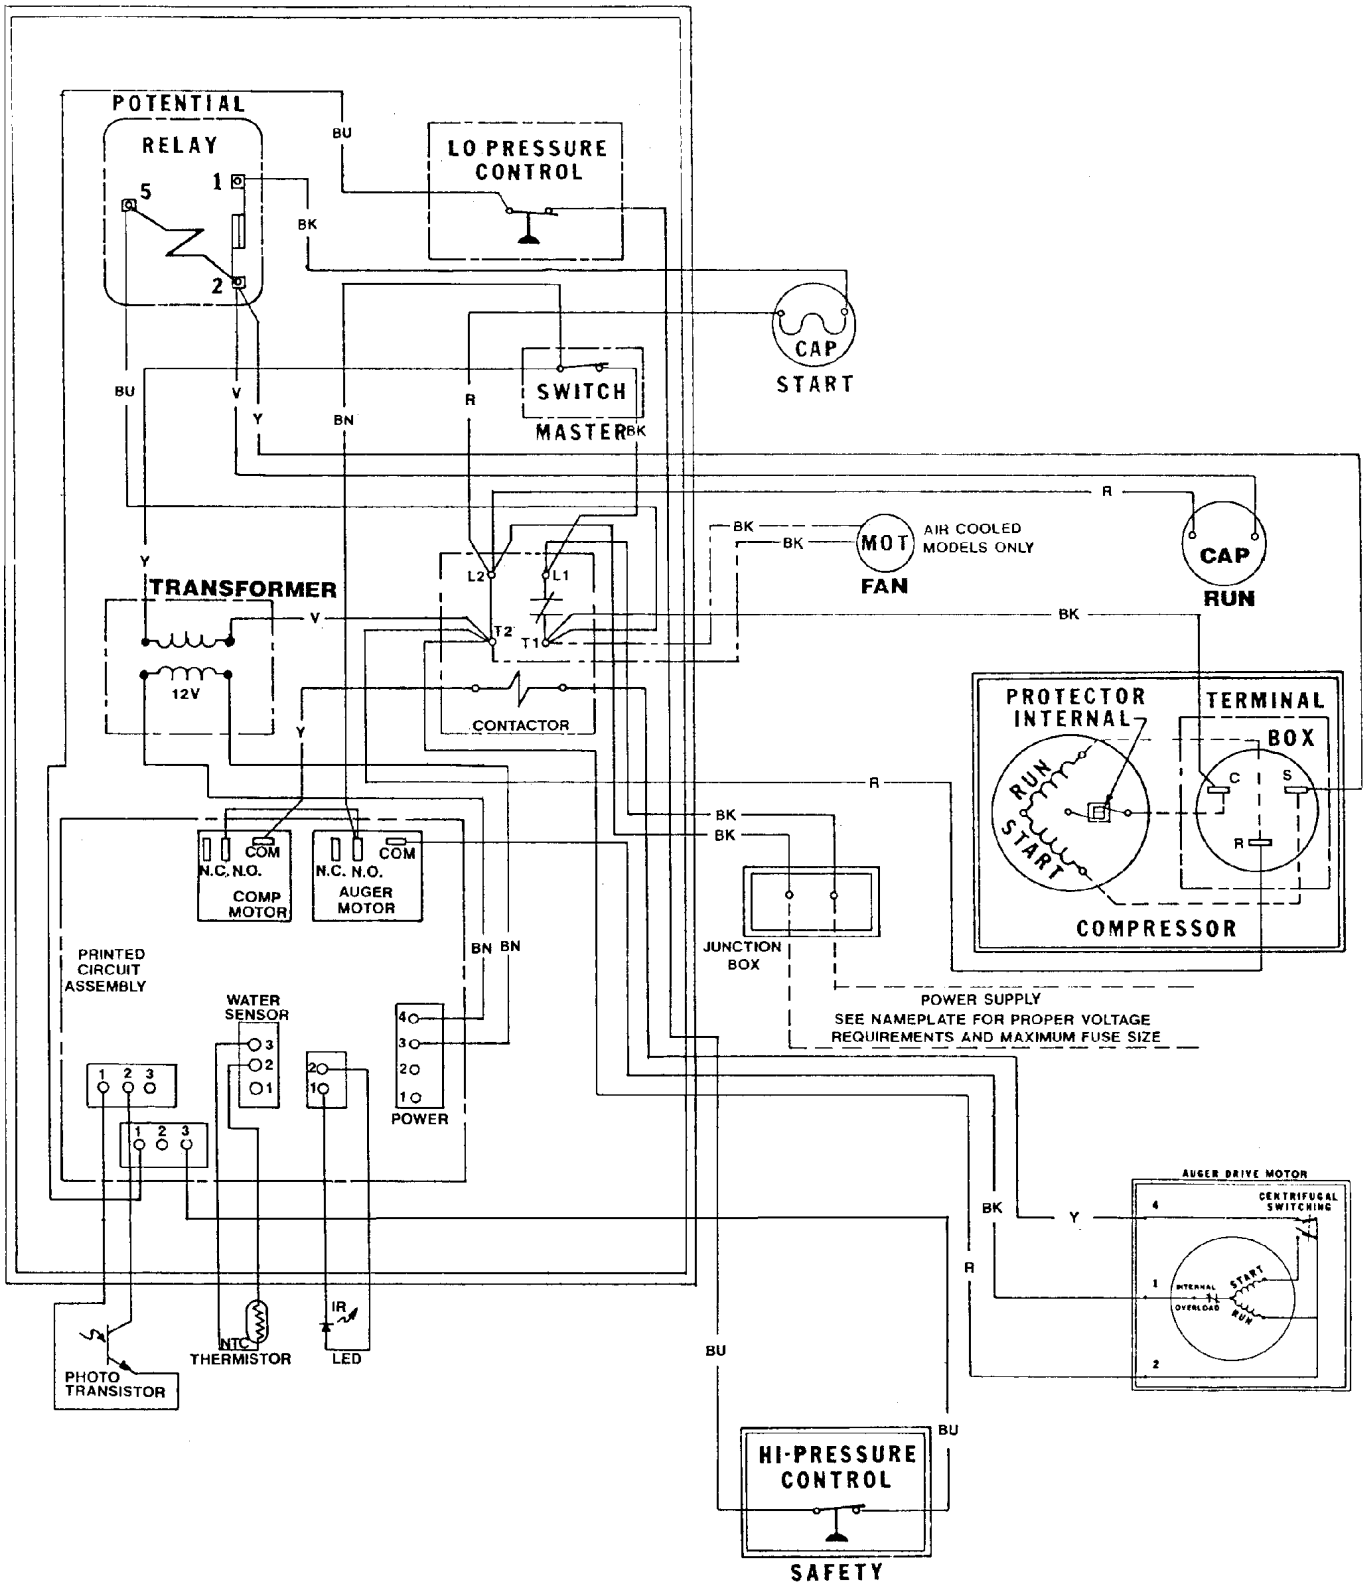 POTENTIAL
RELAY
1
5
2
BU
LO PRESSURE
CONTROL
BK
CAP
START
SWITCH
MASTER
BK
BU
V
Y
BN
R
R
Y
TRANSFORMER
12V
V
L2
L1
T2
T1
CONTACTOR
BK
BK
MOT
FAN
AIR COOLED
MODELS ONLY
CAP
RUN
BK
PROTECTOR
INTERNAL
TERMINAL
BOX
RUN
START
C
S
R
COMPRESSOR
Y
R
BK
BK
N.C.
N.O.
COM
COMP
MOTOR
N.C.
N.O.
COM
AUGER
MOTOR
JUNCTION
BOX
BN
BN
PRINTED
CIRCUIT
ASSEMBLY
WATER
SENSOR
3
2
1
2
1
4
3
2
1
POWER
POWER SUPPLY
SEE NAMEPLATE FOR PROPER VOLTAGE
REQUIREMENTS AND MAXIMUM FUSE SIZE
1 2 3
1 2 3
AUGER DRIVE MOTOR
CENTRIFUGAL
SWITCHING
4
BK
Y
R
1
INTERNAL
OVERLOAD
START
RUN
2
PHOTO
TRANSISTOR
NTC
THERMISTOR
IR
LED
BU
BU
HI-PRESSURE
CONTROL
SAFETY